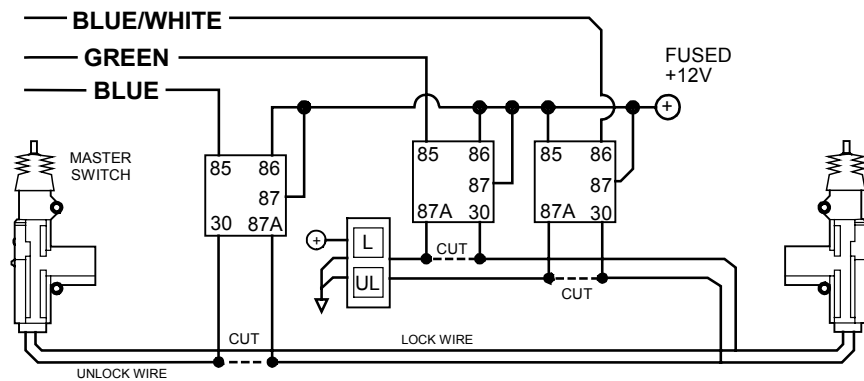 BLUE/WHITE
GREEN
BLUE
FUSED
+12V
+
MASTER
SWITCH
85 86
87
30 87A
85 86
87
87A 30
85 86
87
87A 30
+
L
UL
CUT
CUT
CUT
LOCK WIRE
UNLOCK WIRE